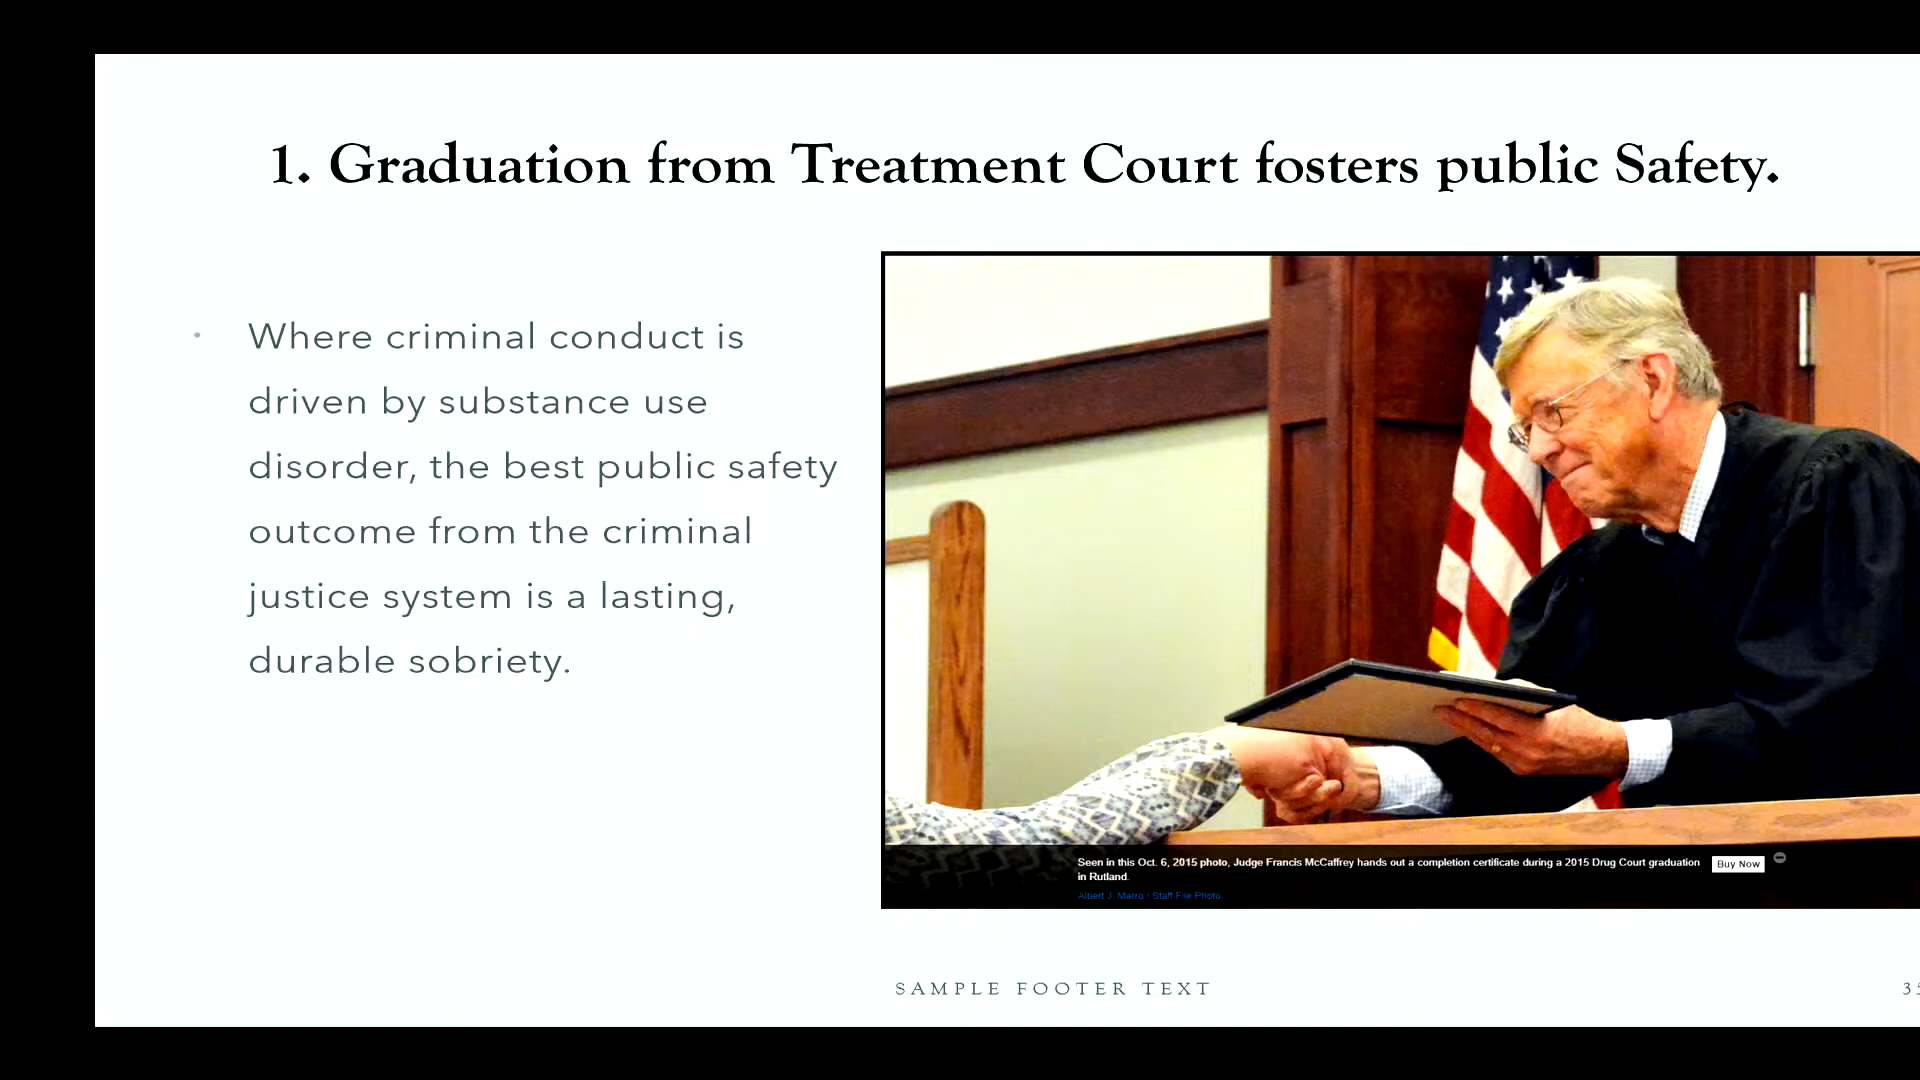 1. Graduation from Treatment Court fosters public Safety.
• Where criminal conduct is
driven by substance use
disorder, the best public safety
outcome from the criminal
justice system is a lasting,
durable sobriety.
Seen in this Oct. 6, 2015 photo, Judge Francis McCaffrey hands out a completion certificate during a 2015 Drug Court graduation
in Rutland.
Buy Now
Albert J. Marro / Staff File Photo
SAMPLE FOOTER TEXT